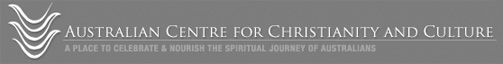 AUSTRALIAN CENTRE FOR CHRISTIANITY AND CULTURE
A PLACE TO CELEBRATE & NOURISH THE SPIRITUAL JOURNEY OF AUSTRALIANS